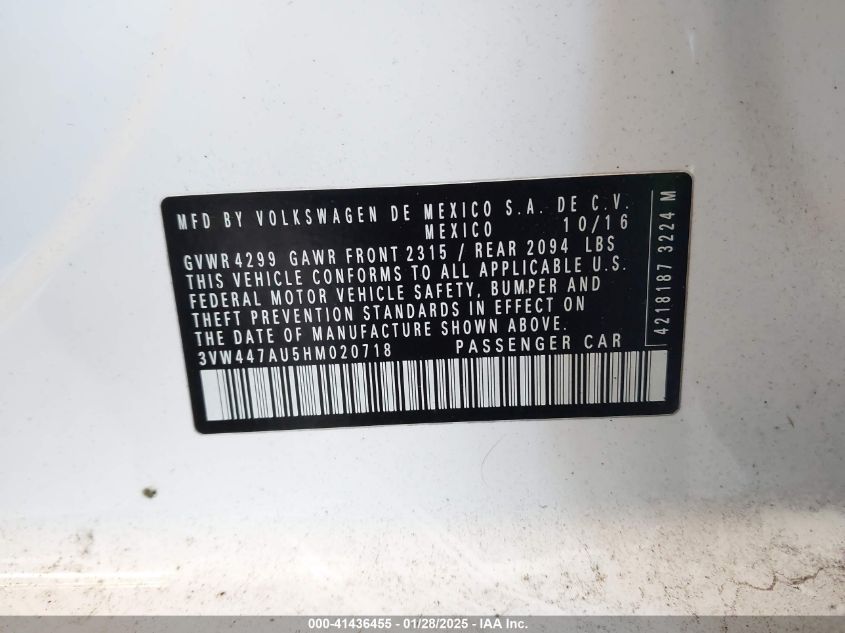 MFD BY VOLKSWAGEN DE MEXICO S.A. DE C.V.
MEXICO 10/16
GVWR 4299 GAWR FRONT 2315 / REAR 2094 LBS
THIS VEHICLE CONFORMS TO ALL APPLICABLE U.S.
FEDERAL MOTOR VEHICLE SAFETY, BUMPER AND
THEFT PREVENTION STANDARDS IN EFFECT ON
THE DATE OF MANUFACTURE SHOWN ABOVE.
3VW447AU5HM020718 PASSENGER CAR
4218187 3224 M
000-41436455 - 01/28/2025 - IAA Inc.